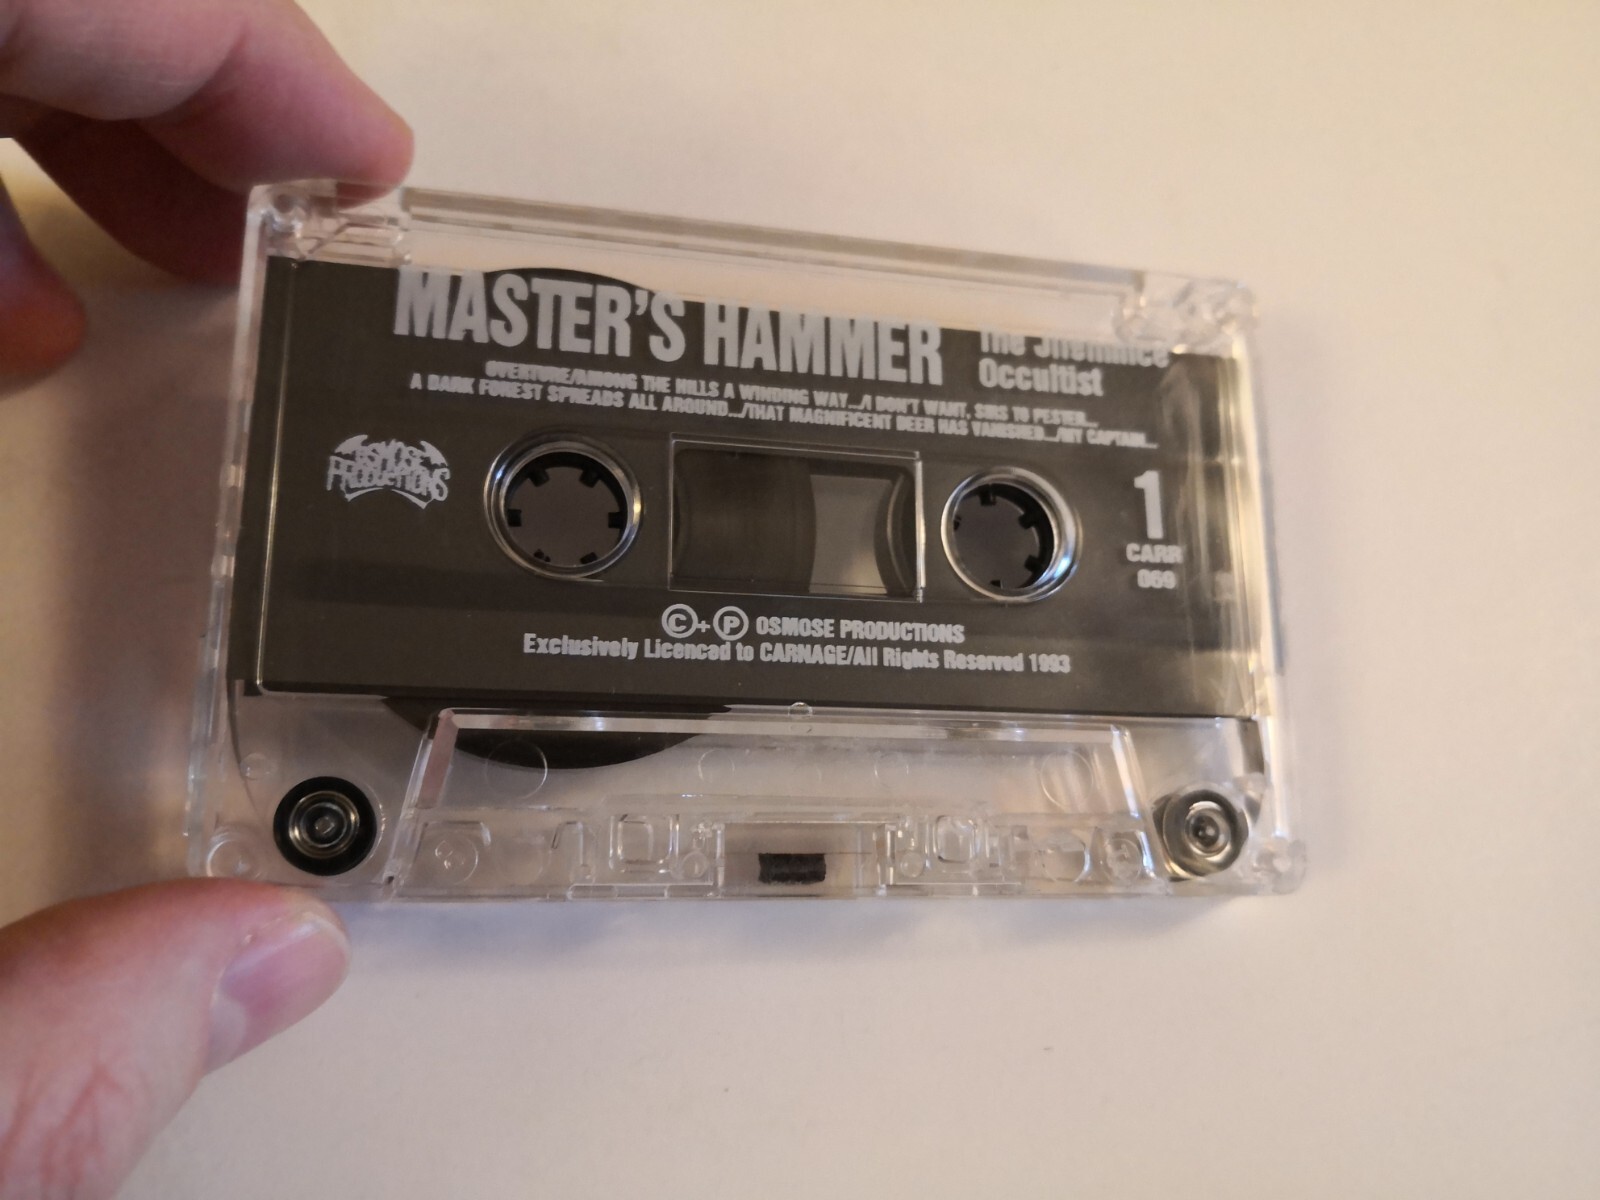 MASTER'S HAMMER
The Jilemnice
Occultist
OVERTURE/AMONG THE HILLS A WINDING WAY.../I DON'T WANT, SIRS TO PESTER...
A DARK FOREST SPREADS ALL AROUND.../THAT MAGNIFICENT DEER HAS VANISHED.../MY CAPTAIN...
OSMOSE
PRODUCTIONS
1
CARR
069
©+℗ OSMOSE PRODUCTIONS
Exclusively Licenced to CARNAGE/All Rights Reserved 1993